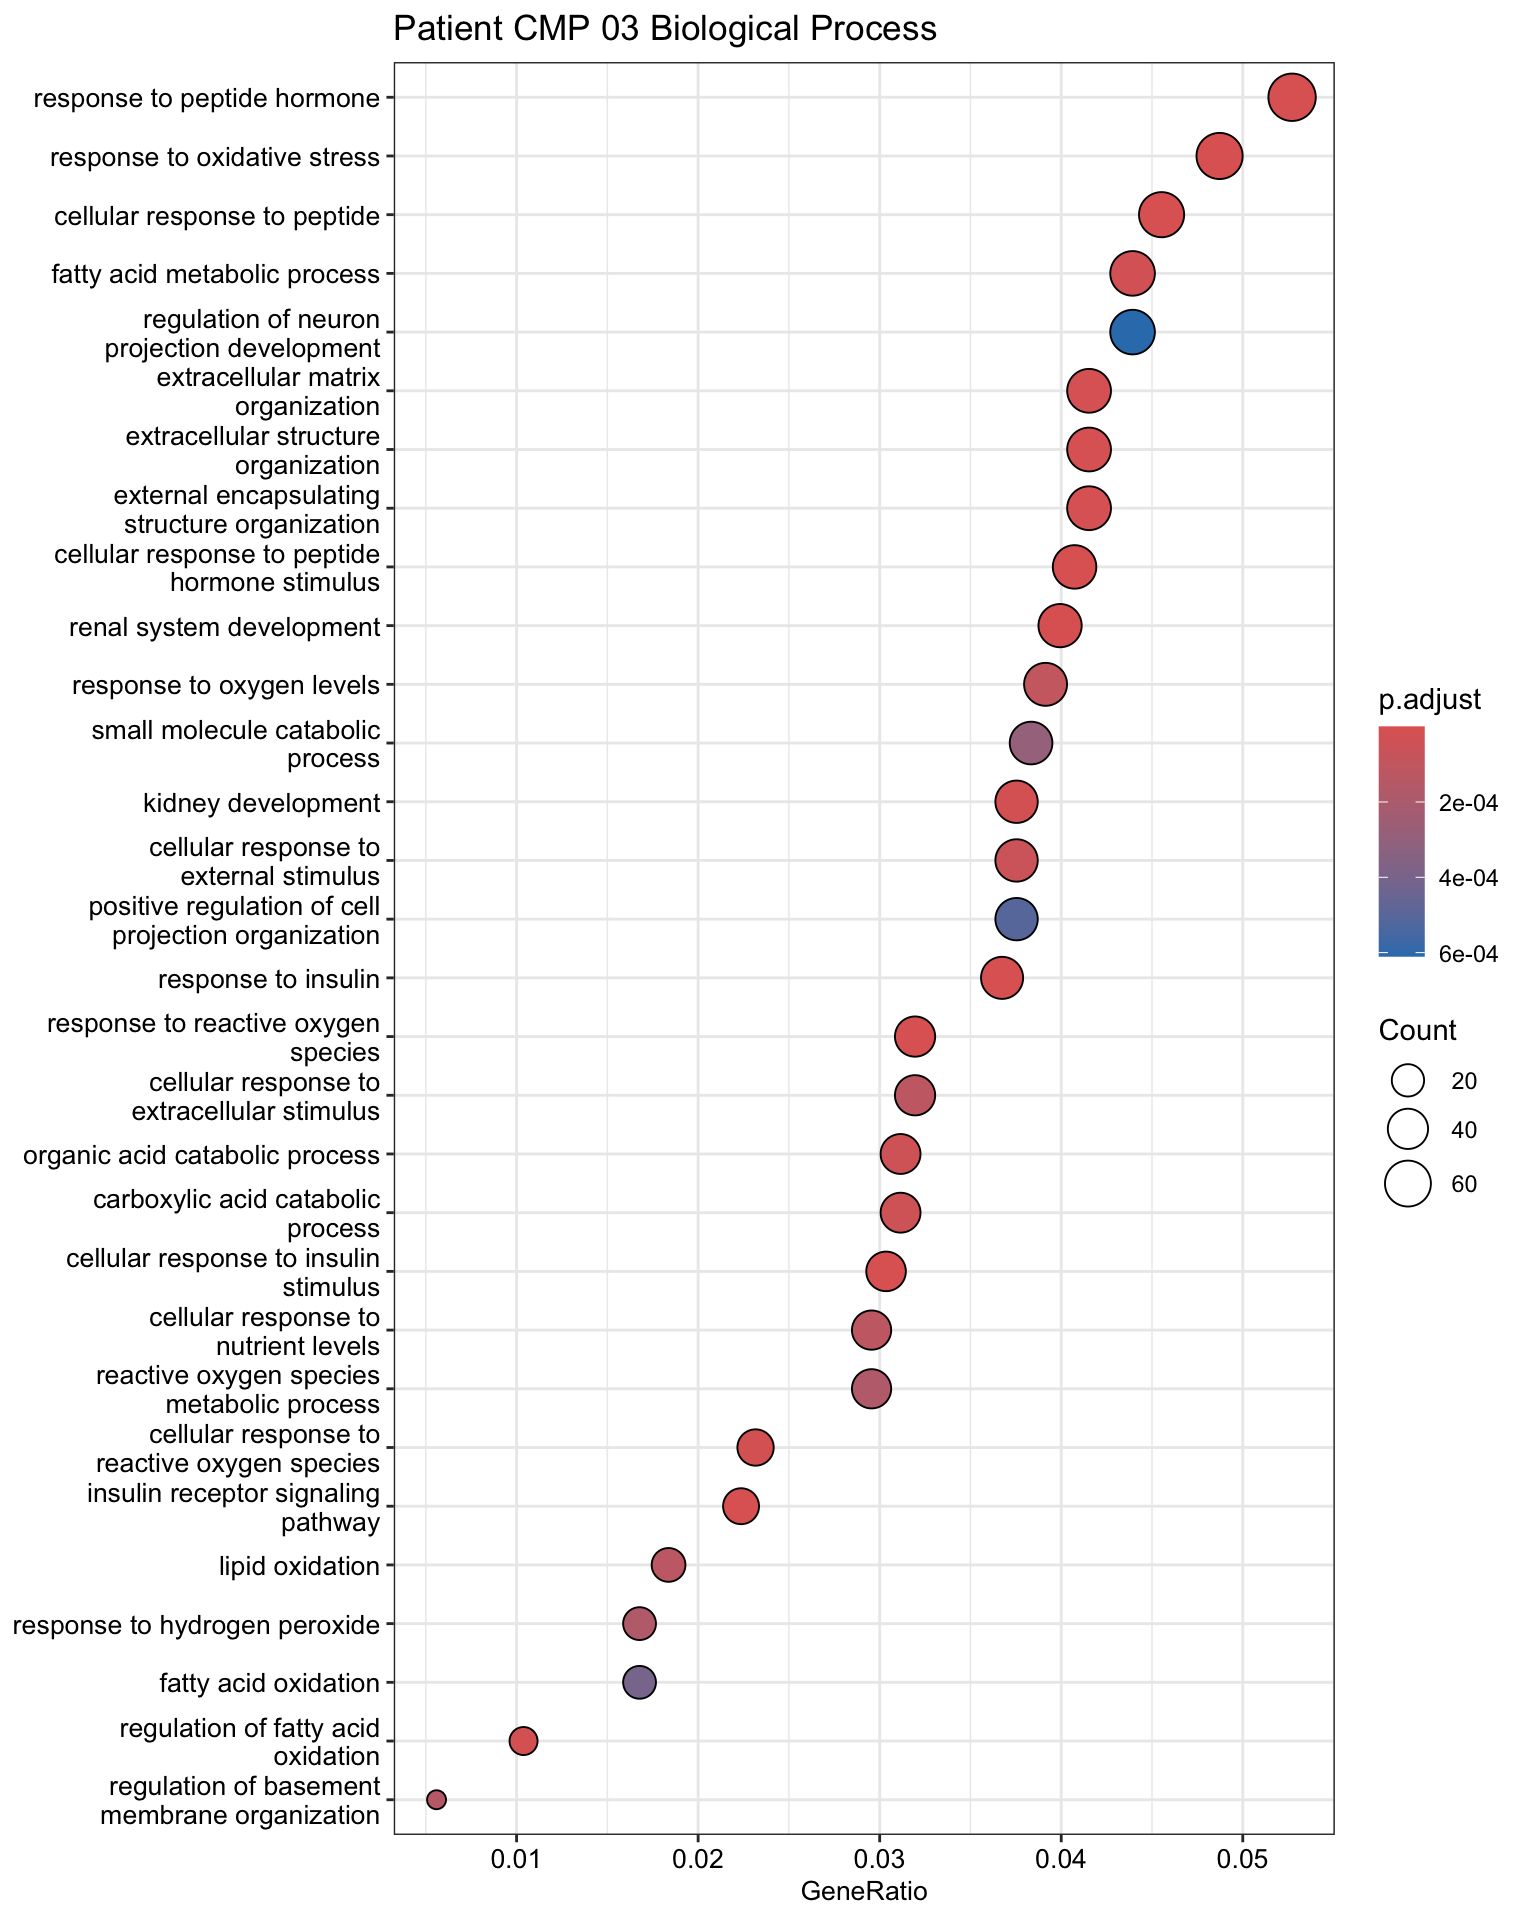 Patient CMP 03 Biological Process
response to peptide hormone
response to oxidative stress
cellular response to peptide
fatty acid metabolic process
regulation of neuron
projection development
extracellular matrix
organization
extracellular structure
organization
external encapsulating
structure organization
cellular response to peptide
hormone stimulus
renal system development
response to oxygen levels
small molecule catabolic
process
kidney development
cellular response to
external stimulus
positive regulation of cell
projection organization
response to insulin
response to reactive oxygen
species
cellular response to
extracellular stimulus
organic acid catabolic process
carboxylic acid catabolic
process
cellular response to insulin
stimulus
cellular response to
nutrient levels
reactive oxygen species
metabolic process
cellular response to
reactive oxygen species
insulin receptor signaling
pathway
lipid oxidation
response to hydrogen peroxide
fatty acid oxidation
regulation of fatty acid
oxidation
regulation of basement
membrane organization
0.01
0.02
0.03
0.04
0.05
GeneRatio
p.adjust
2e-04
4e-04
6e-04
Count
20
40
60